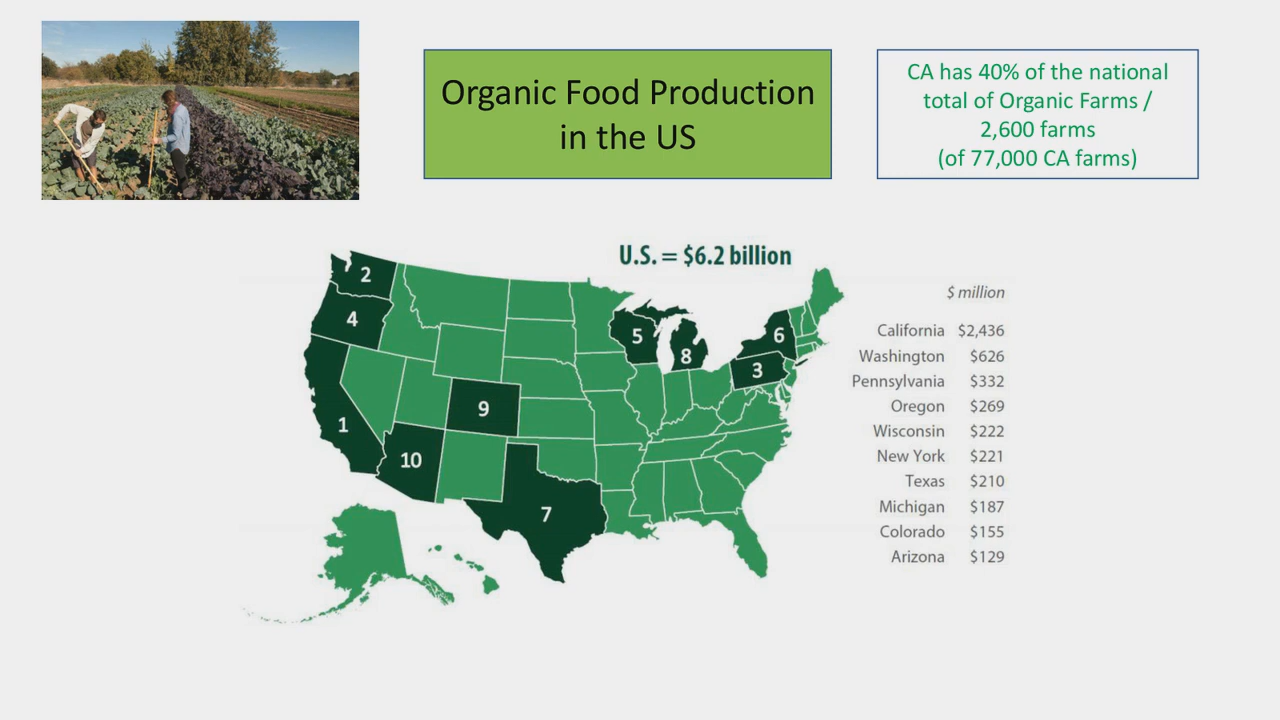 Organic Food Production
in the US
CA has 40% of the national
total of Organic Farms /
2,600 farms
(of 77,000 CA farms)
U.S. = $6.2 billion
2
4
1
9
10
7
5
8
6
3
$ million
California $2,436
Washington $626
Pennsylvania $332
Oregon $269
Wisconsin $222
New York $221
Texas $210
Michigan $187
Colorado $155
Arizona $129